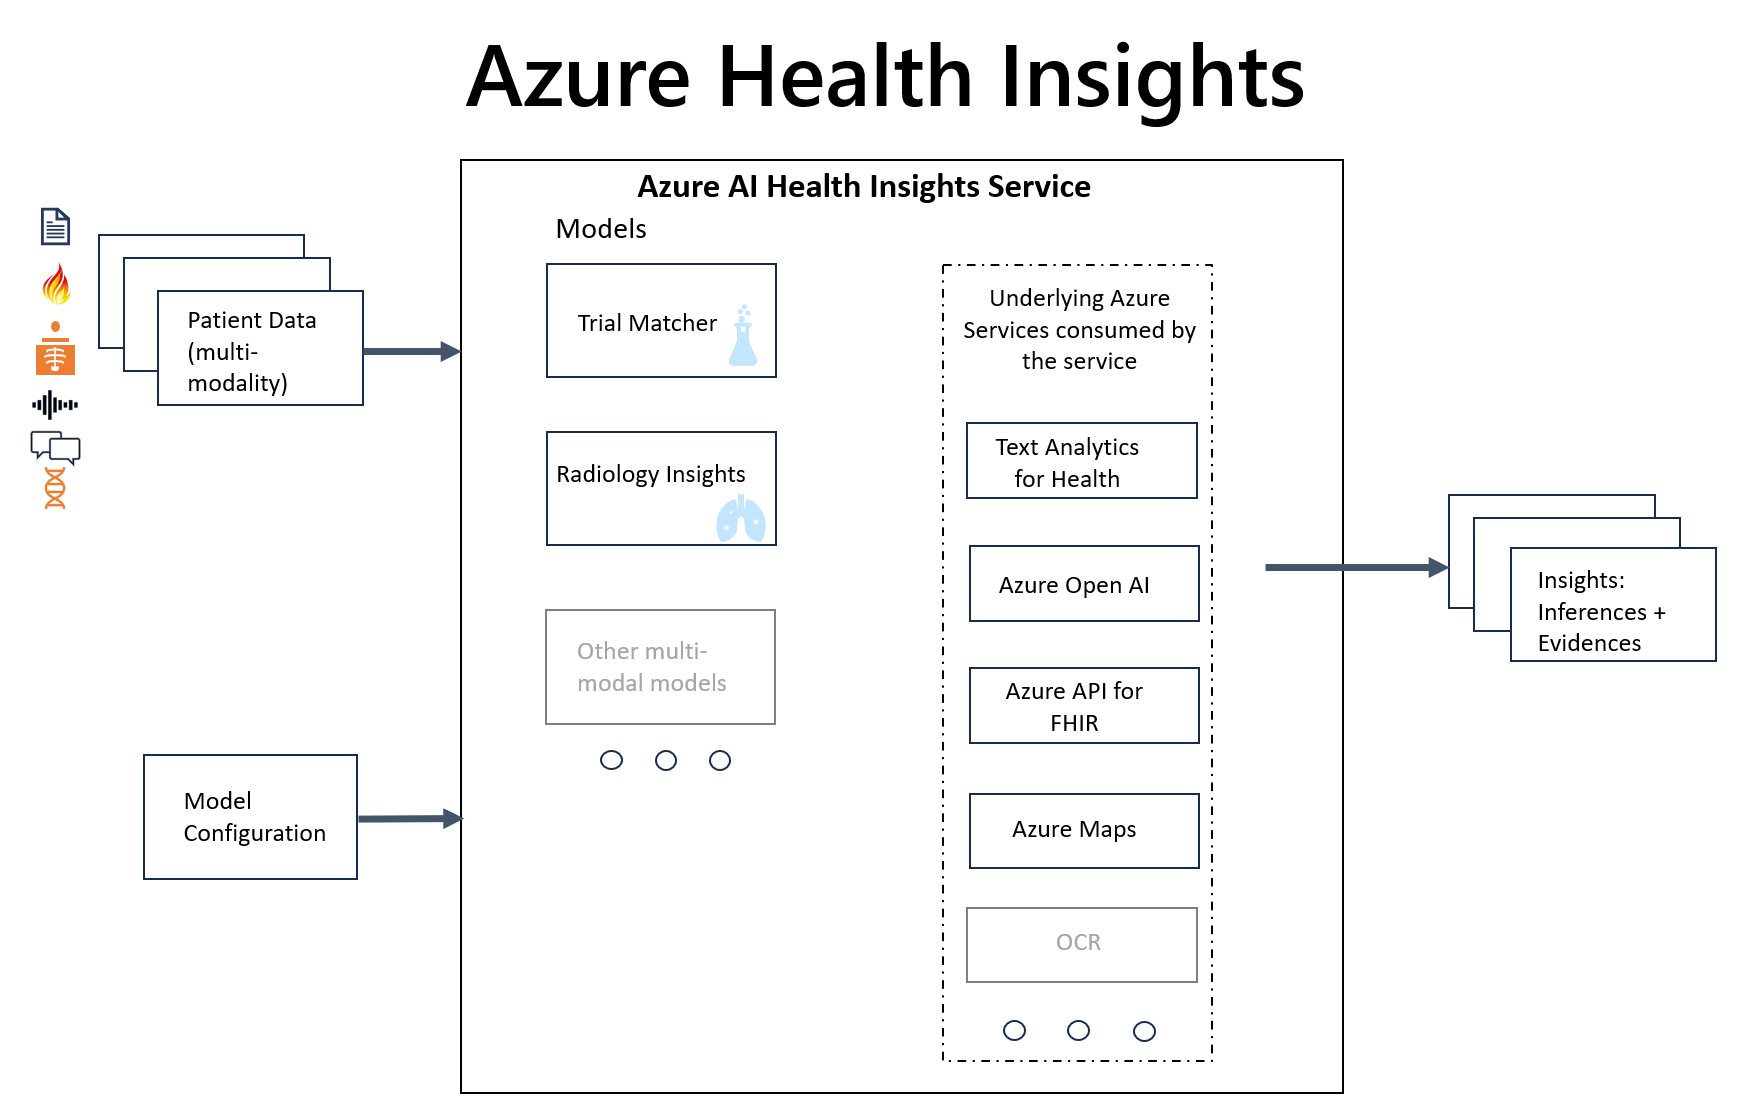 Azure Health Insights
Azure AI Health Insights Service
Models
Patient Data
(multi-
modality)
Model
Configuration
Trial Matcher
Radiology Insights
Other multi-
modal models
Underlying Azure
Services consumed by
the service
Text Analytics
for Health
Azure Open AI
Azure API for
FHIR
Azure Maps
OCR
Insights:
Inferences +
Evidences